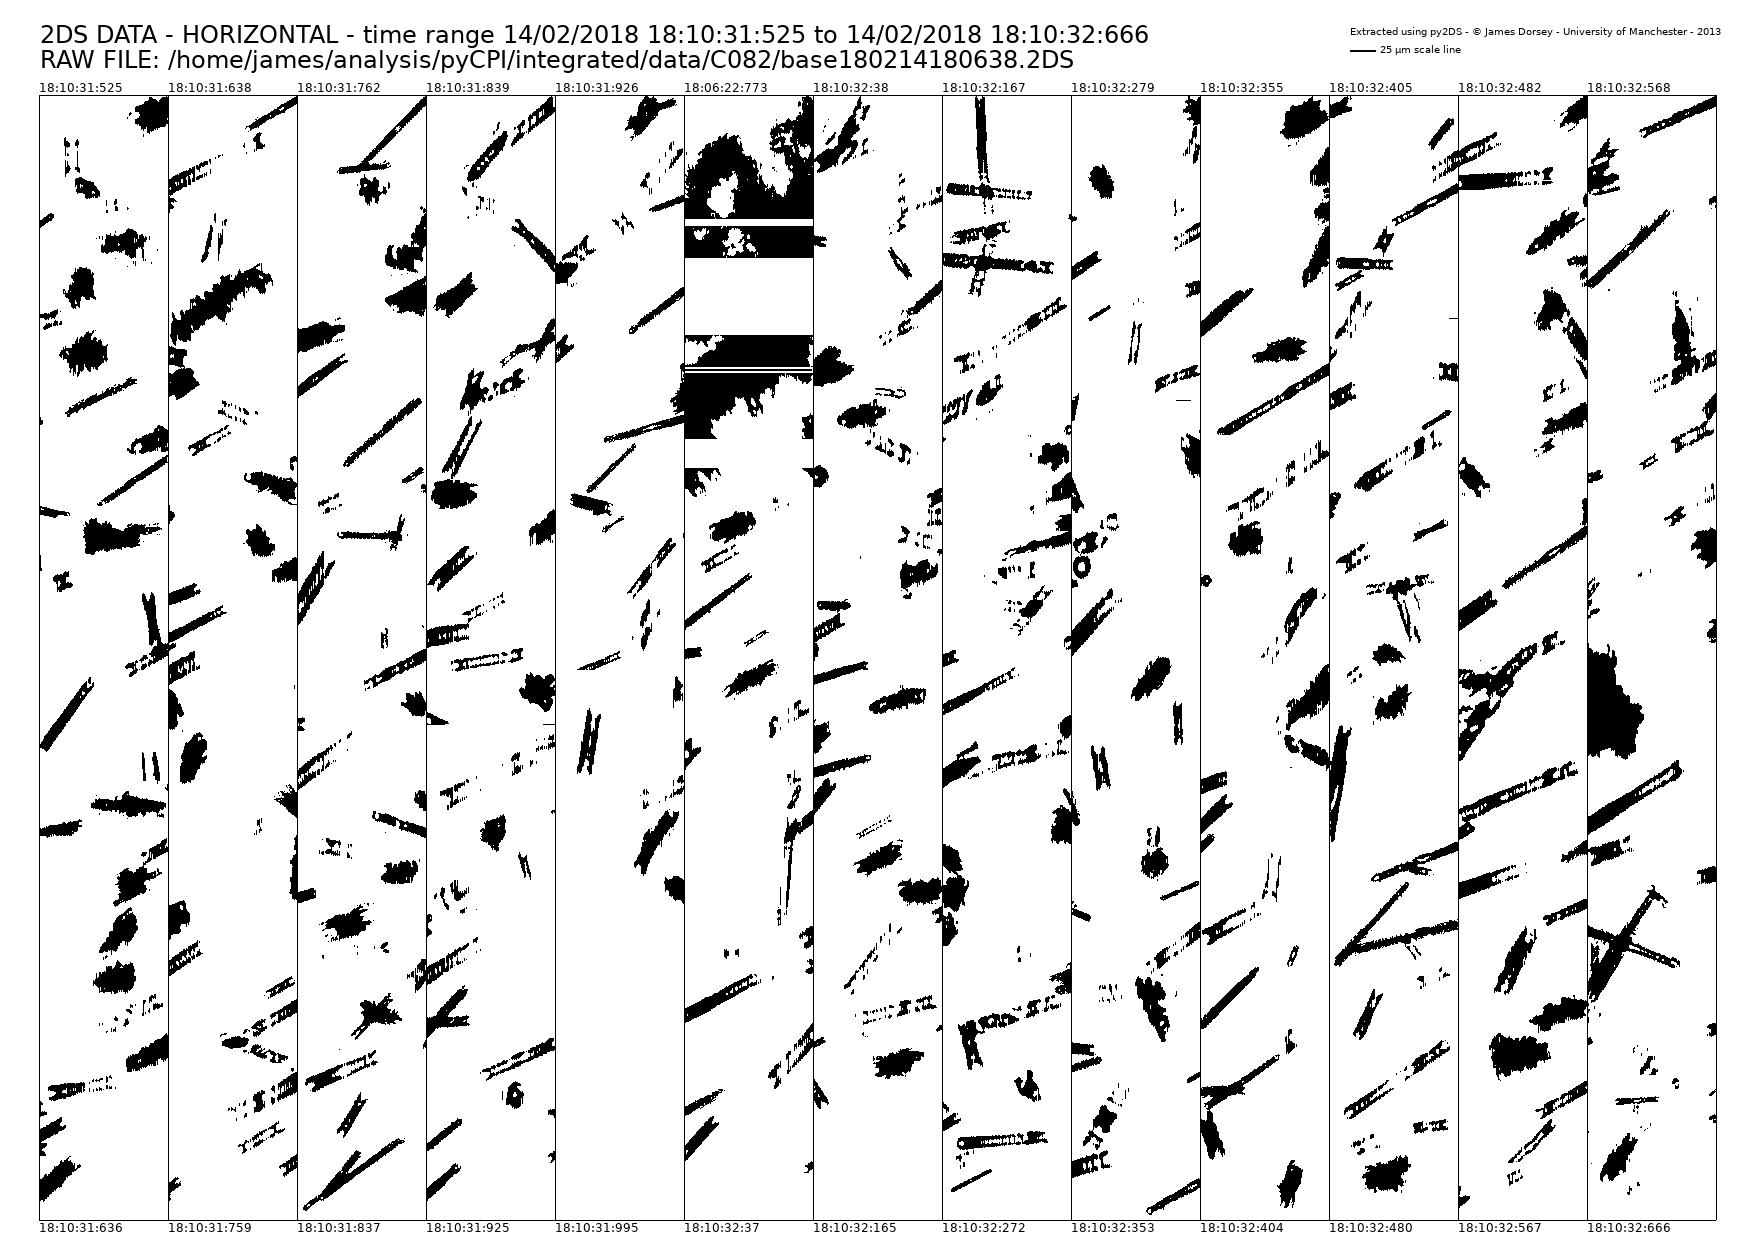 2DS DATA - HORIZONTAL - time range 14/02/2018 18:10:31:525 to 14/02/2018 18:10:32:666
RAW FILE: /home/james/analysis/pyCPI/integrated/data/C082/base180214180638.2DS
Extracted using py2DS - © James Dorsey - University of Manchester - 2013
25 µm scale line
18:10:31:525 18:10:31:638 18:10:31:762 18:10:31:839 18:10:31:926 18:06:22:773 18:10:32:38 18:10:32:167 18:10:32:279 18:10:32:355 18:10:32:405 18:10:32:482 18:10:32:568
18:10:31:636 18:10:31:759 18:10:31:837 18:10:31:925 18:10:31:995 18:10:32:37 18:10:32:165 18:10:32:272 18:10:32:353 18:10:32:404 18:10:32:480 18:10:32:567 18:10:32:666